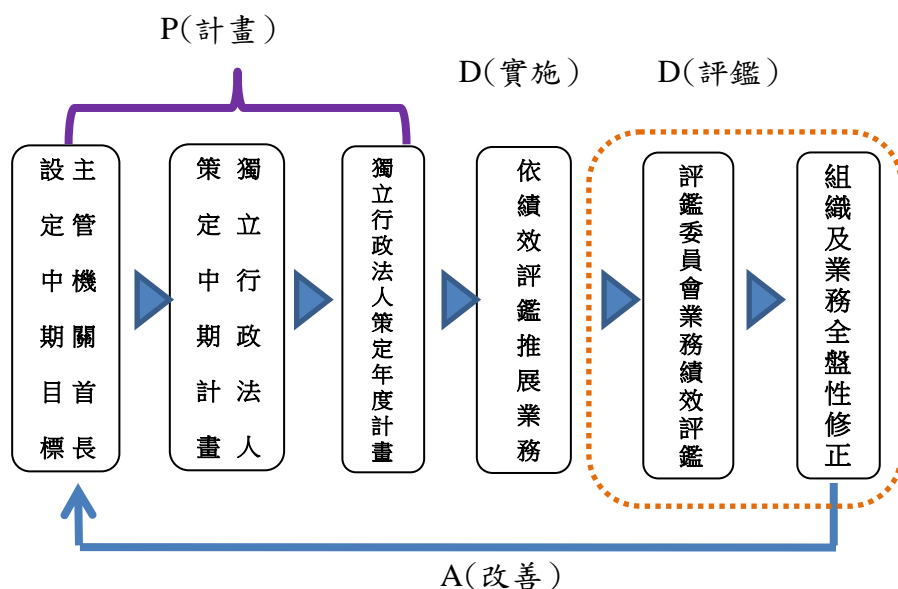 P(計畫)
D(實施)
D(評鑑)
主管機關首長
設定中期目標
獨立行政法人
策定中期計畫
獨立行政法人策定年度計畫
依績效評鑑推展業務
評鑑委員會業務績效評鑑
組織及業務全盤性修正
A(改善)